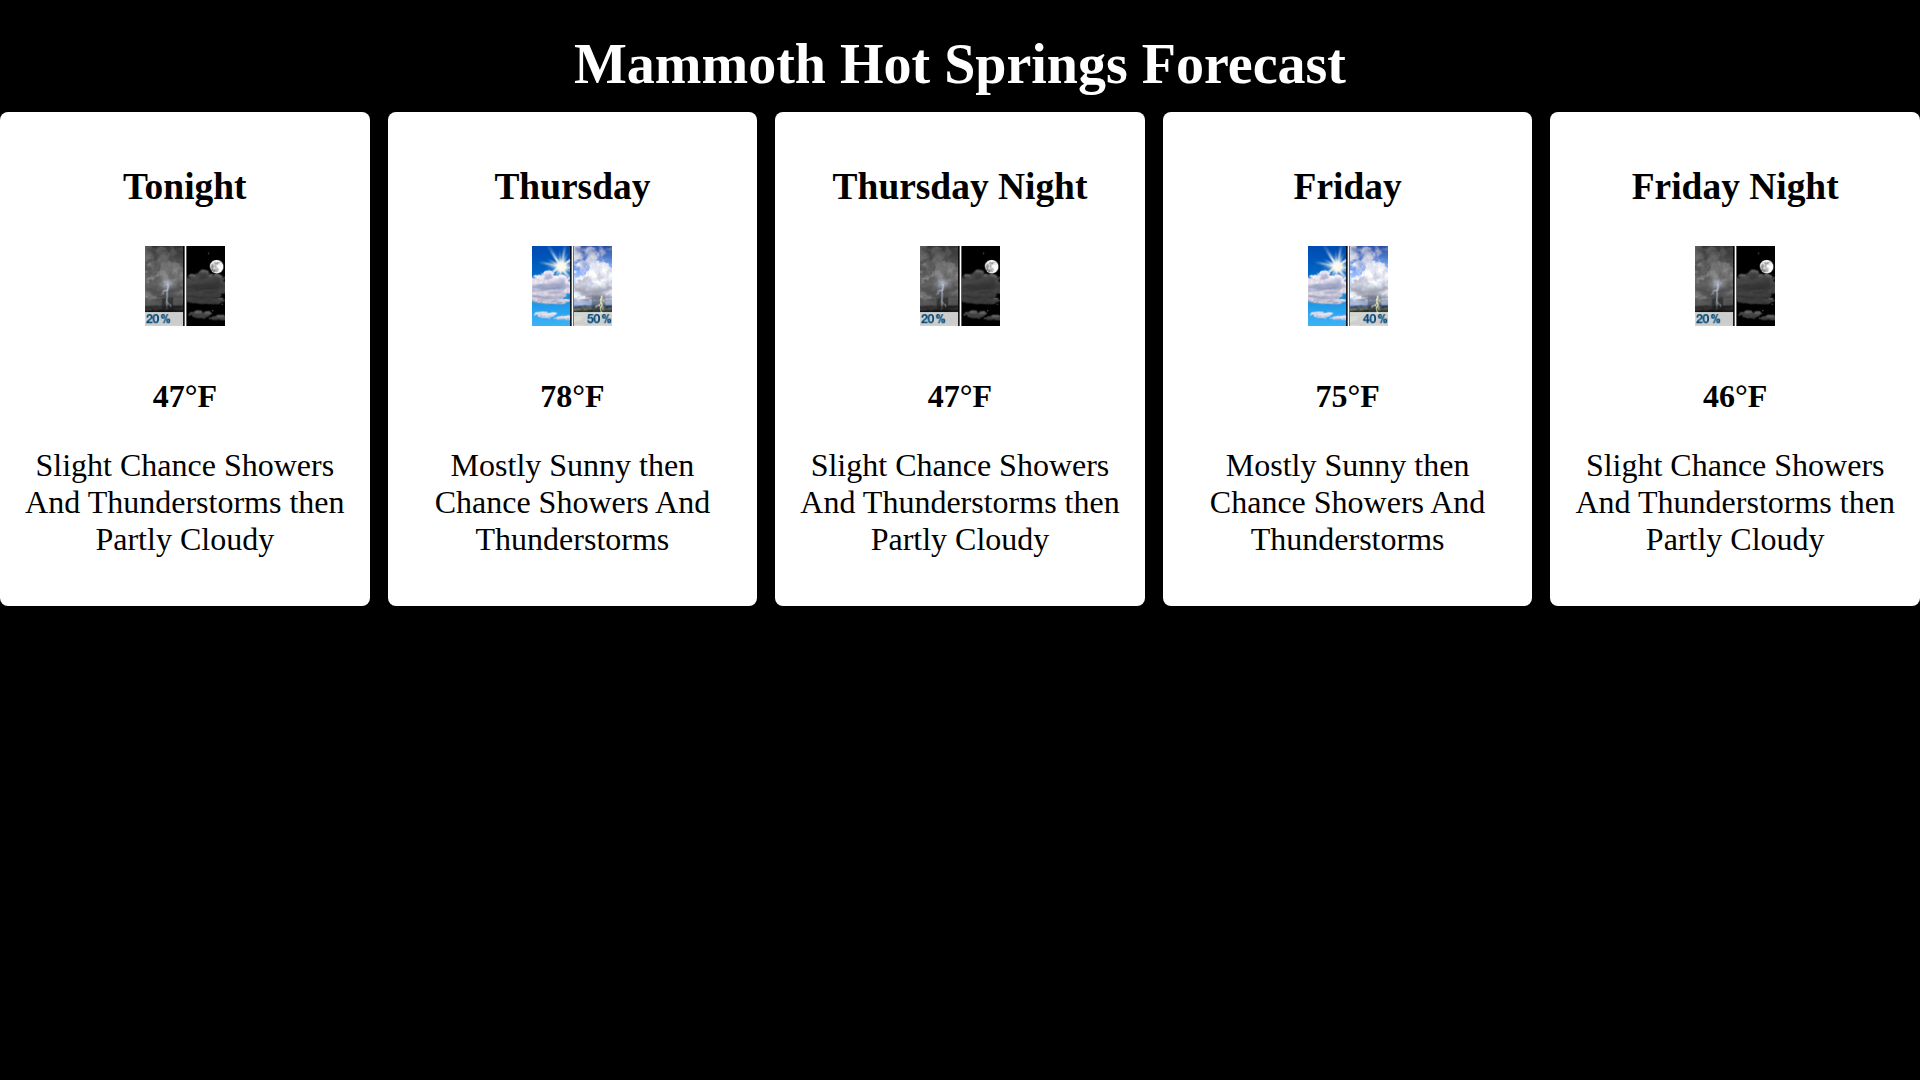 Mammoth Hot Springs Forecast
Tonight
20%
47°F
Slight Chance Showers
And Thunderstorms then
Partly Cloudy
Thursday
50%
78°F
Mostly Sunny then
Chance Showers And
Thunderstorms
Thursday Night
20%
47°F
Slight Chance Showers
And Thunderstorms then
Partly Cloudy
Friday
40%
75°F
Mostly Sunny then
Chance Showers And
Thunderstorms
Friday Night
20%
46°F
Slight Chance Showers
And Thunderstorms then
Partly Cloudy